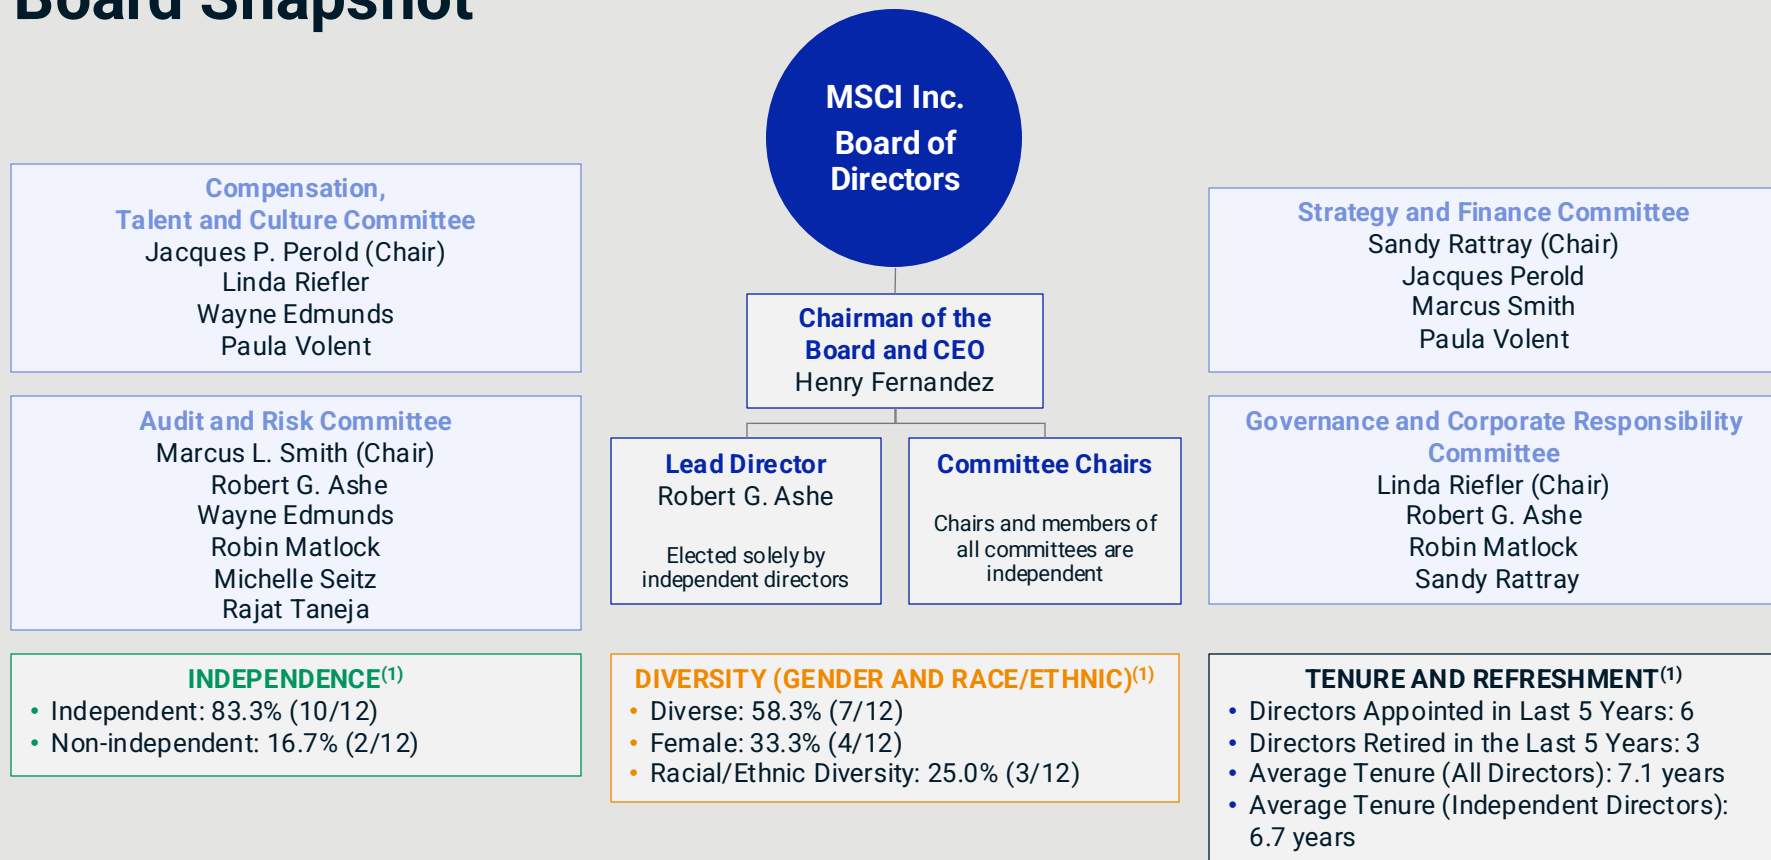 Board Snapshot
MSCI Inc.
Board of
Directors
Compensation,
Talent and Culture Committee
Jacques P. Perold (Chair)
Linda Riefler
Wayne Edmunds
Paula Volent
Strategy and Finance Committee
Sandy Rattray (Chair)
Jacques Perold
Marcus Smith
Paula Volent
Chairman of the
Board and CEO
Henry Fernandez
Audit and Risk Committee
Marcus L. Smith (Chair)
Robert G. Ashe
Wayne Edmunds
Robin Matlock
Michelle Seitz
Rajat Taneja
Lead Director
Robert G. Ashe
Elected solely by
independent directors
Committee Chairs
Chairs and members of
all committees are
independent
Governance and Corporate Responsibility
Committee
Linda Riefler (Chair)
Robert G. Ashe
Robin Matlock
Sandy Rattray
INDEPENDENCE(1)
• Independent: 83.3% (10/12)
• Non-independent: 16.7% (2/12)
DIVERSITY (GENDER AND RACE/ETHNIC)(1)
• Diverse: 58.3% (7/12)
• Female: 33.3% (4/12)
• Racial/Ethnic Diversity: 25.0% (3/12)
TENURE AND REFRESHMENT(1)
• Directors Appointed in Last 5 Years: 6
• Directors Retired in the Last 5 Years: 3
• Average Tenure (All Directors): 7.1 years
• Average Tenure (Independent Directors):
6.7 years